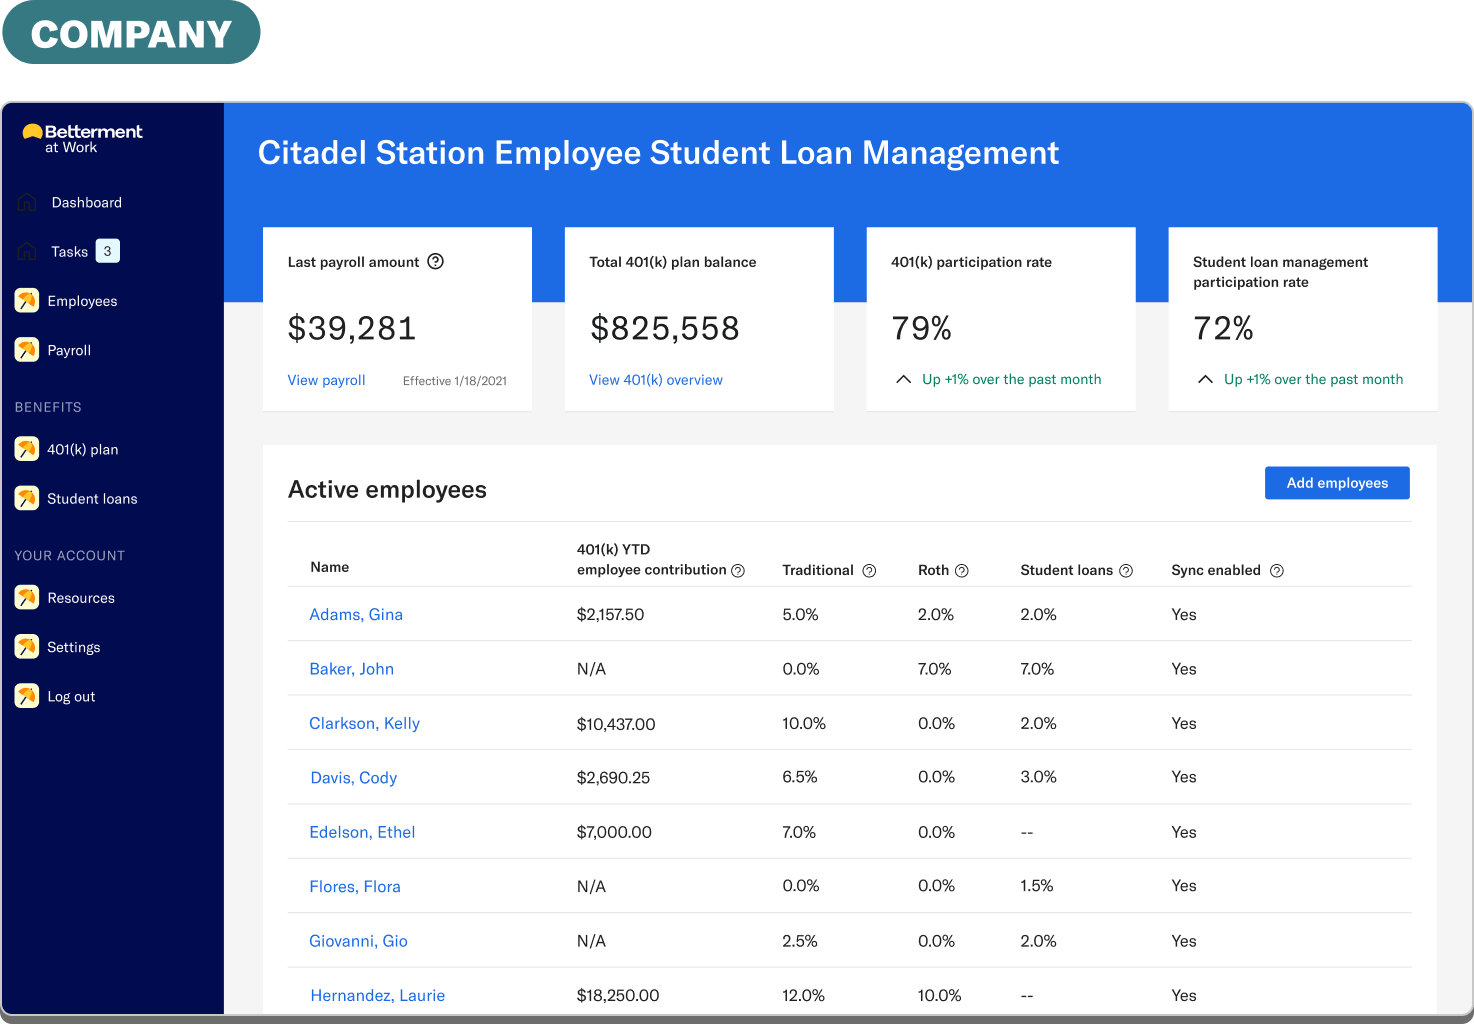 COMPANY
Betterment
at Work
Dashboard
Tasks 3
Employees
Payroll
BENEFITS
401(k) plan
Student loans
YOUR ACCOUNT
Resources
Settings
Log out
Citadel Station Employee Student Loan Management
Last payroll amount ?
$39,281
View payroll Effective 1/18/2021
Total 401(k) plan balance
$825,558
View 401(k) overview
401(k) participation rate
79%
Up +1% over the past month
Student loan management
participation rate
72%
Up +1% over the past month
Active employees
Add employees
Name
401(k) YTD
employee contribution ?
Traditional ?
Roth ?
Student loans ?
Sync enabled ?
Adams, Gina $2,157.50 5.0% 2.0% 2.0% Yes
Baker, John N/A 0.0% 7.0% 7.0% Yes
Clarkson, Kelly $10,437.00 10.0% 0.0% 2.0% Yes
Davis, Cody $2,690.25 6.5% 0.0% 3.0% Yes
Edelson, Ethel $7,000.00 7.0% 0.0% -- Yes
Flores, Flora N/A 0.0% 0.0% 1.5% Yes
Giovanni, Gio N/A 2.5% 0.0% 2.0% Yes
Hernandez, Laurie $18,250.00 12.0% 10.0% -- Yes